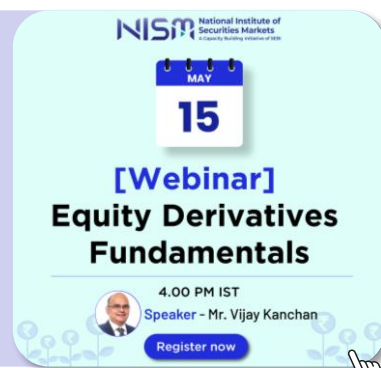 NISM National Institute of
Securities Markets
A Capacity Building Initiative of SEBI
MAY
15
[Webinar]
Equity Derivatives
Fundamentals
4.00 PM IST
Speaker - Mr. Vijay Kanchan
Register now